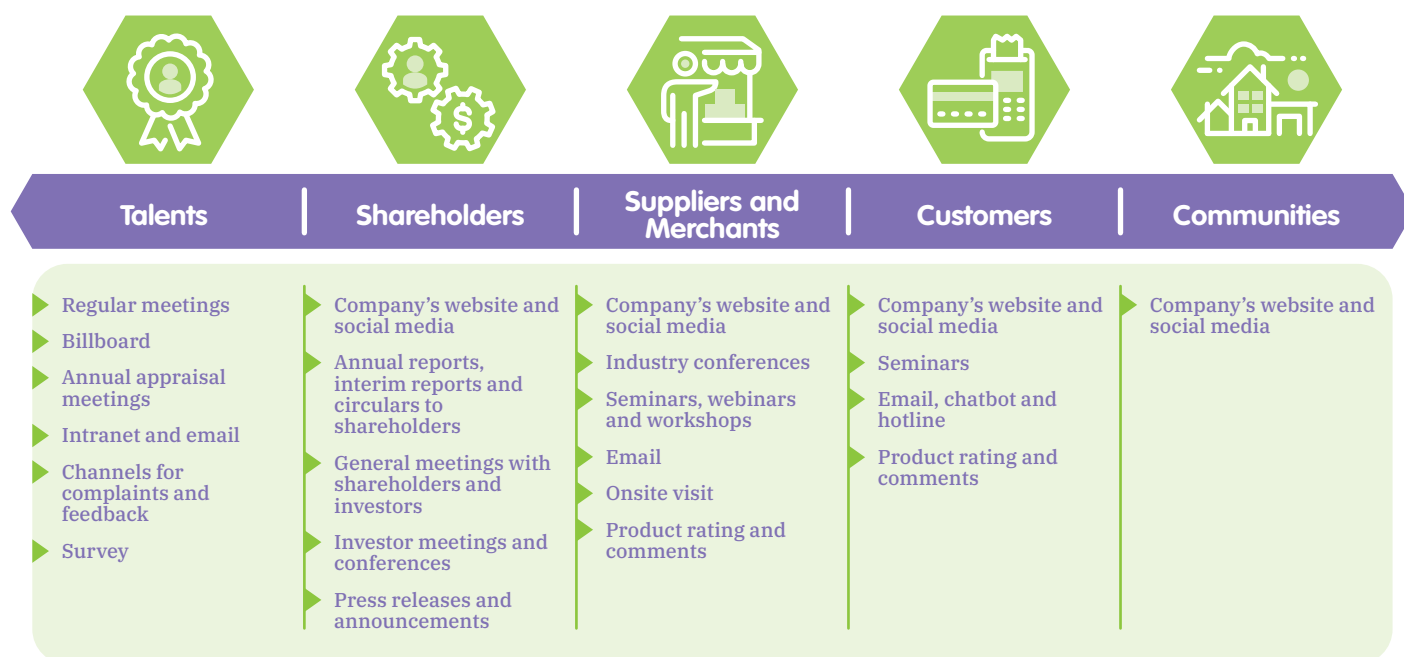 Talents
Shareholders
Suppliers and
Merchants
Customers
Communities
Regular meetings
Billboard
Annual appraisal
meetings
Intranet and email
Channels for
complaints and
feedback
Survey
Company’s website and
social media
Annual reports,
interim reports and
circulars to
shareholders
General meetings with
shareholders and
investors
Investor meetings and
conferences
Press releases and
announcements
Company’s website and
social media
Industry conferences
Seminars, webinars
and workshops
Email
Onsite visit
Product rating and
comments
Company’s website and
social media
Seminars
Email, chatbot and
hotline
Product rating and
comments
Company’s website and
social media